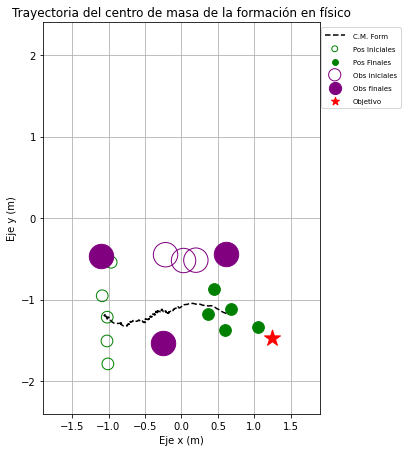 Trayectoria del centro de masa de la formación en físico
C.M. Form
Pos Iniciales
Pos Finales
Obs iniciales
Obs finales
Objetivo
Eje y (m)
2
1
0
−1
−2
−1.5
−1.0
−0.5
0.0
0.5
1.0
1.5
Eje x (m)